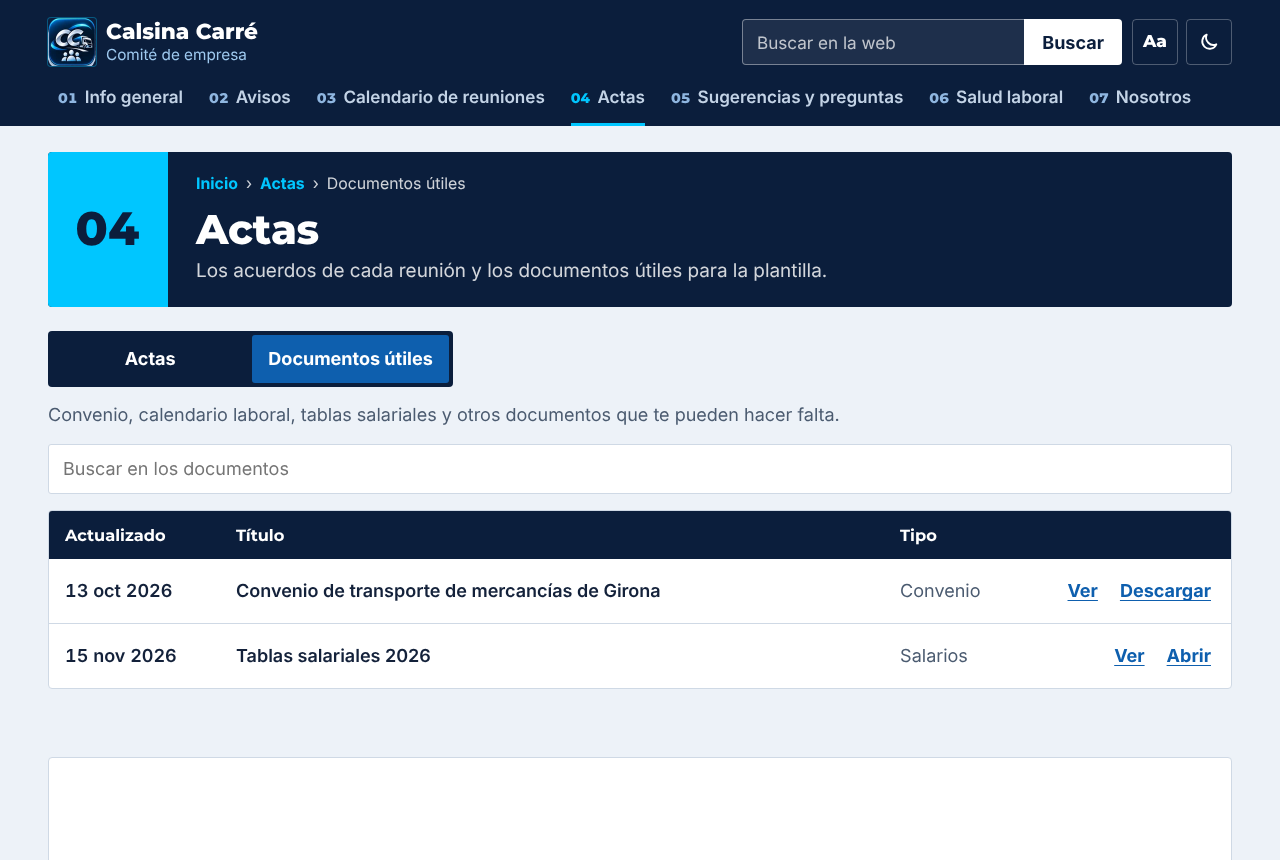 Calsina Carré
Comité de empresa
Buscar en la web
Buscar
Aa
01 Info general
02 Avisos
03 Calendario de reuniones
04 Actas
05 Sugerencias y preguntas
06 Salud laboral
07 Nosotros
04
Inicio › Actas › Documentos útiles
Actas
Los acuerdos de cada reunión y los documentos útiles para la plantilla.
Actas
Documentos útiles
Convenio, calendario laboral, tablas salariales y otros documentos que te pueden hacer falta.
Buscar en los documentos
Actualizado Título Tipo
13 oct 2026 Convenio de transporte de mercancías de Girona Convenio Ver Descargar
15 nov 2026 Tablas salariales 2026 Salarios Ver Abrir